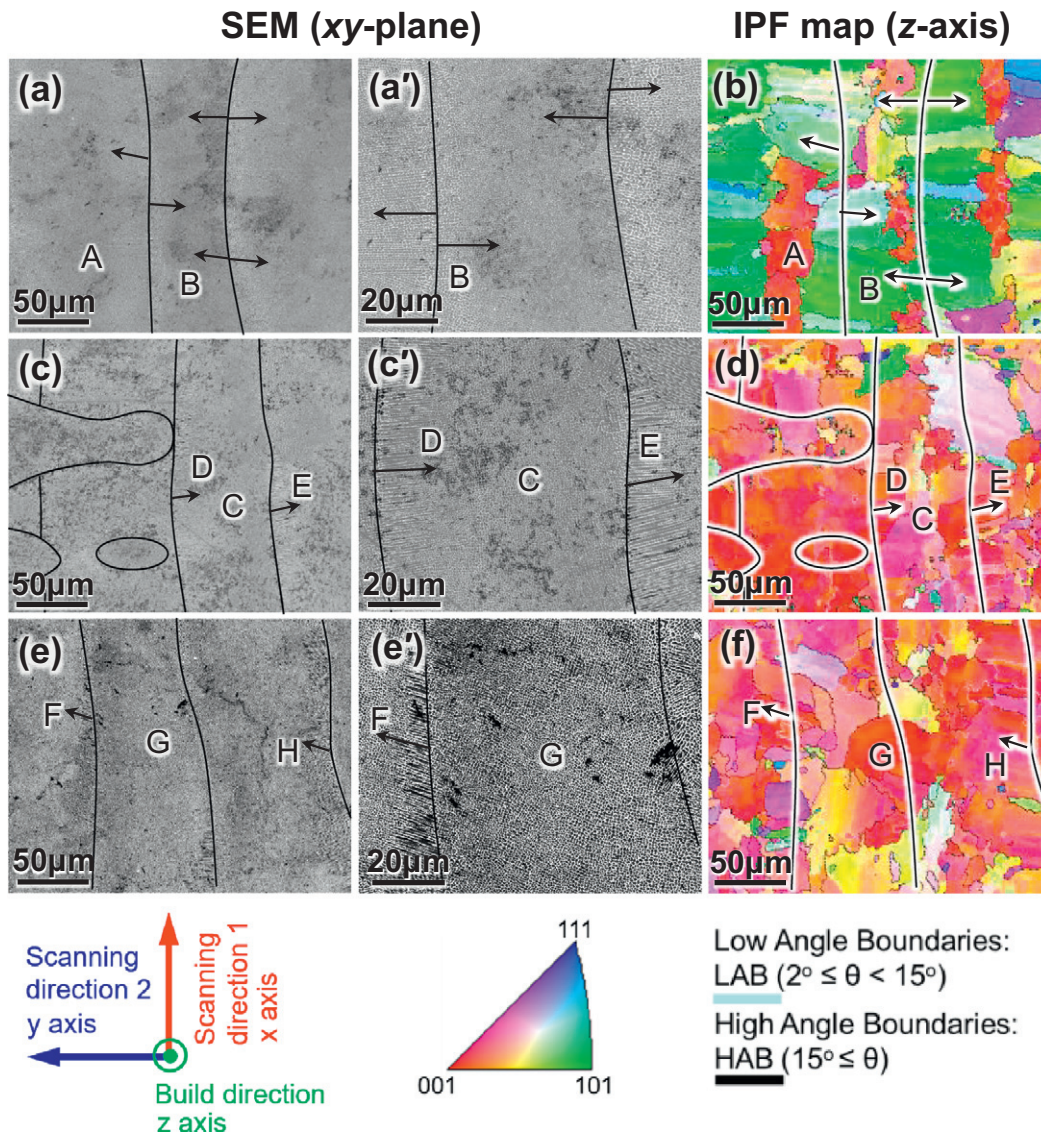 SEM (xy-plane)
IPF map (z-axis)
(a)
A
B
50μm
(a′)
B
20μm
(b)
A
B
50μm
(c)
D
C
E
50μm
(c′)
D
C
E
20μm
(d)
D
C
E
50μm
(e)
F
G
H
50μm
(e′)
F
G
20μm
(f)
F
G
H
50μm
Scanning
direction 2
y axis
Scanning
direction 1
x axis
Build direction
z axis
111
001
101
Low Angle Boundaries:
LAB (2° ≤ θ < 15°)
High Angle Boundaries:
HAB (15° ≤ θ)